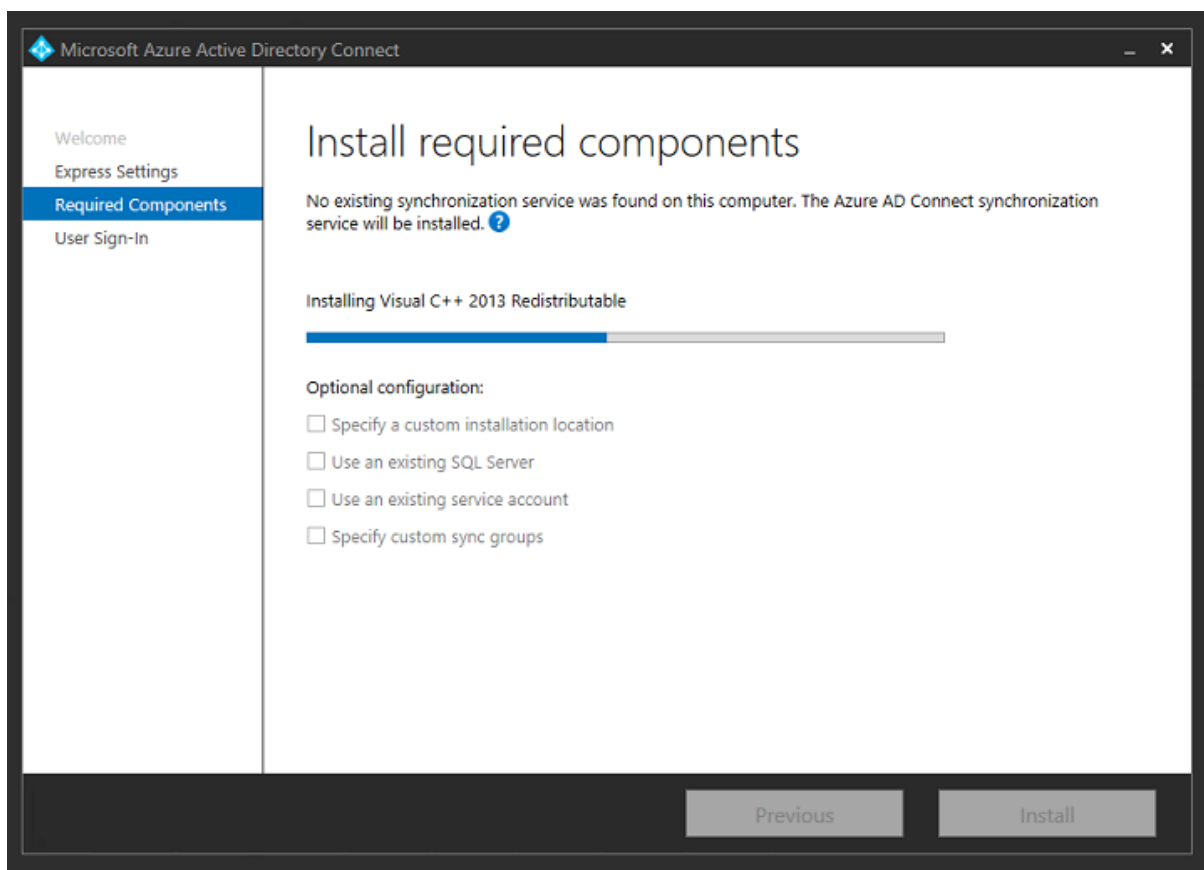 Microsoft Azure Active Directory Connect
Welcome
Express Settings
Required Components
User Sign-In
Install required components
No existing synchronization service was found on this computer. The Azure AD Connect synchronization
service will be installed. ?
Installing Visual C++ 2013 Redistributable
Optional configuration:
Specify a custom installation location
Use an existing SQL Server
Use an existing service account
Specify custom sync groups
Previous
Install